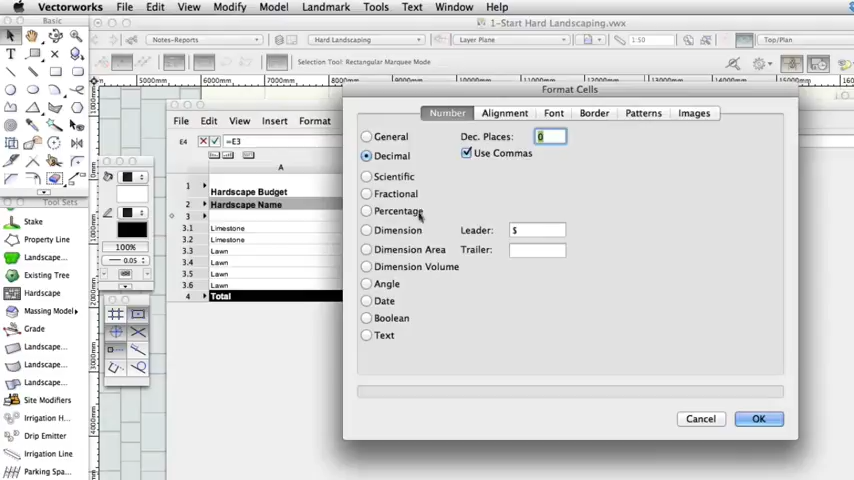 Vectorworks File Edit View Modify Model Landmark Tools Text Window Help
Basic
1-Start Hard Landscaping.vwx
Notes-Reports Hard Landscaping Layer Plane 1:50 Top/Plan
Selection Tool: Rectangular Marquee Mode
5000mm 6000mm 7000mm 8000mm
1000mm
2000mm
3000mm
4000mm
File Edit View Insert Format
E4 =E3
A
1 Hardscape Budget
2 Hardscape Name
3
3.1 Limestone
3.2 Limestone
3.3 Lawn
3.4 Lawn
3.5 Lawn
3.6 Lawn
4 Total
100%
0.05
Tool Sets
Stake
Property Line
Landscape...
Existing Tree
Hardscape
Massing Model
Grade
Landscape...
Landscape...
Landscape...
Site Modifiers
Irrigation H...
Drip Emitter
Irrigation Line
Parking Spa...
Format Cells
Number Alignment Font Border Patterns Images
General Dec. Places: 0
Decimal Use Commas
Scientific
Fractional
Percentage
Dimension Leader: $
Dimension Area Trailer:
Dimension Volume
Angle
Date
Boolean
Text
Cancel OK